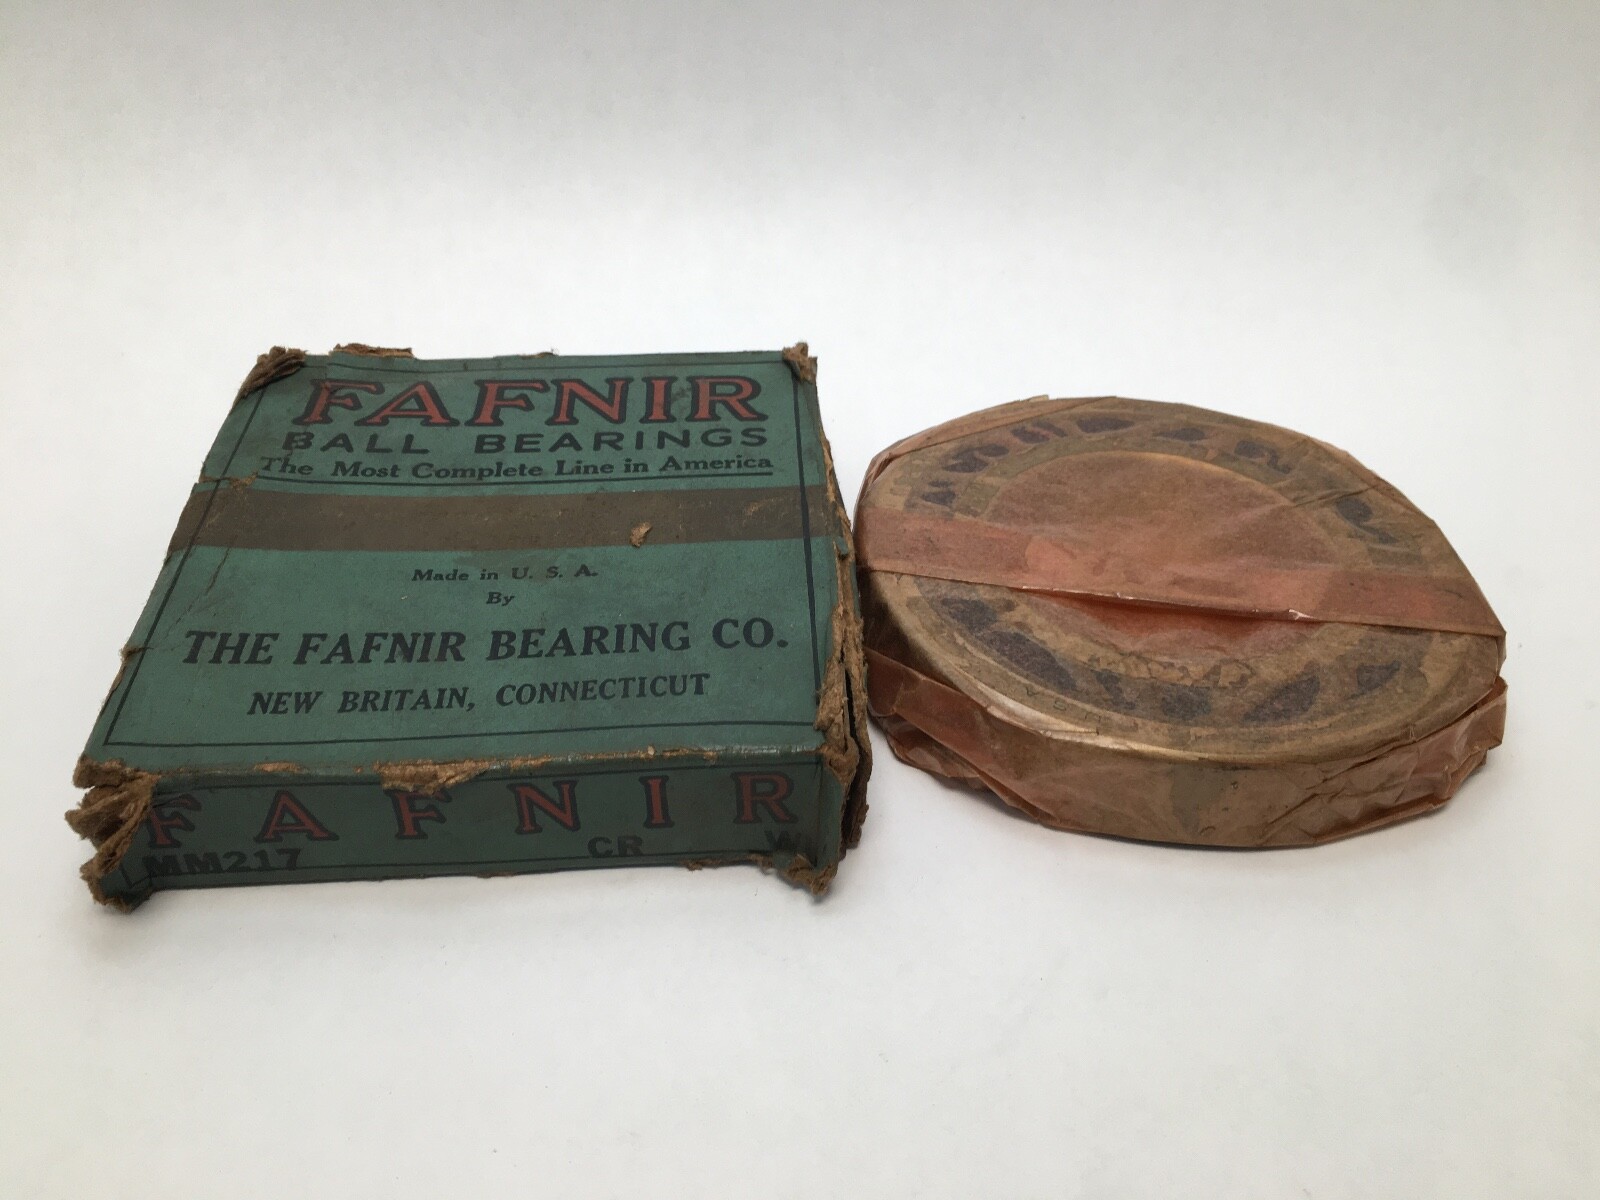 FAFNIR
BALL BEARINGS
The Most Complete Line in America
Made in U. S. A.
By
THE FAFNIR BEARING CO.
NEW BRITAIN, CONNECTICUT
FAFNIR
MM217 CR W